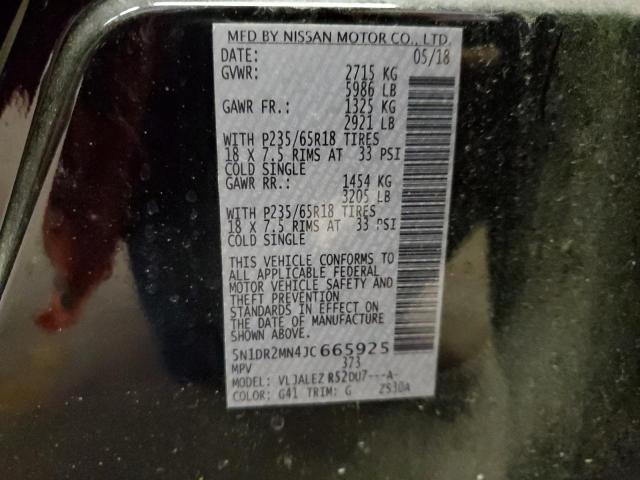 MFD BY NISSAN MOTOR CO., LTD.
DATE: 05/18
GVWR: 2715 KG
5986 LB
GAWR FR.: 1325 KG
2921 LB
WITH P235/65R18 TIRES
18 X 7.5 RIMS AT 33 PSI
COLD SINGLE
GAWR RR.: 1454 KG
3205 LB
WITH P235/65R18 TIRES
18 X 7.5 RIMS AT 33 PSI
COLD SINGLE
THIS VEHICLE CONFORMS TO
ALL APPLICABLE FEDERAL
MOTOR VEHICLE SAFETY AND
THEFT PREVENTION
STANDARDS IN EFFECT ON
THE DATE OF MANUFACTURE
SHOWN ABOVE.
5N1DR2MN4JC665925
MPV 373
MODEL: VLJALEZ R52DU7---A-
COLOR: G41 TRIM: G ZS30A